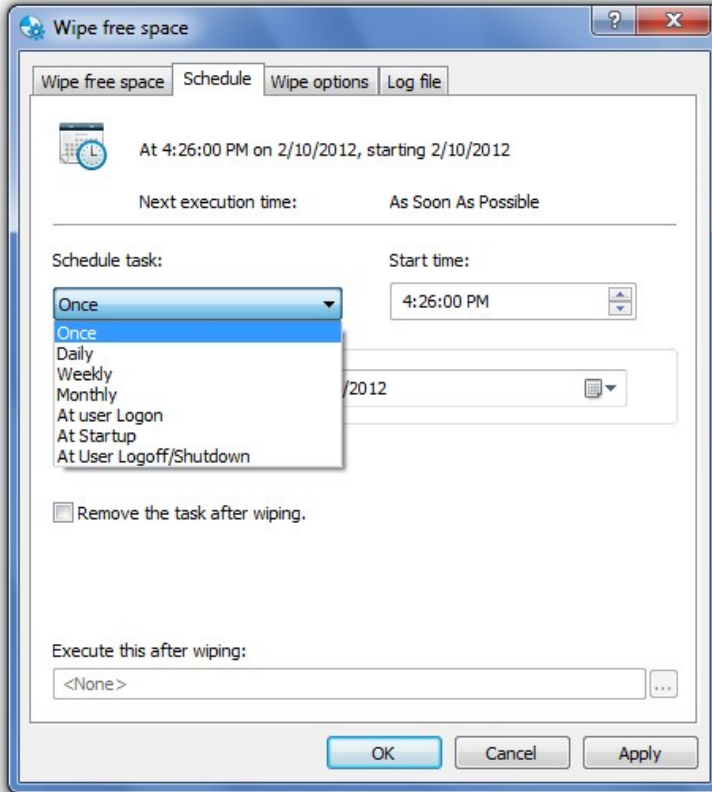 Wipe free space
Wipe free space Schedule Wipe options Log file
At 4:26:00 PM on 2/10/2012, starting 2/10/2012
Next execution time: As Soon As Possible
Schedule task: Start time:
Once 4:26:00 PM
Once
Daily
Weekly
/2012
Monthly
At user Logon
At Startup
At User Logoff/Shutdown
Remove the task after wiping.
Execute this after wiping:
<None> ...
OK Cancel Apply